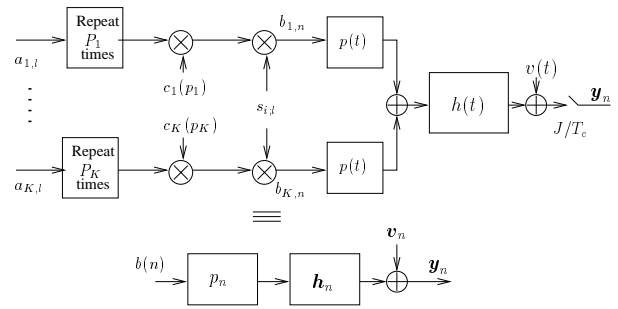 Repeat
P_1
times
a_{1,l}
c_1(p_1)
b_{1,n}
p(t)
s_{i;l}
h(t)
v(t)
y_n
J/T_c
c_K(p_K)
Repeat
P_K
times
a_{K,l}
b_{K,n}
p(t)
b(n)
p_n
h_n
v_n
y_n